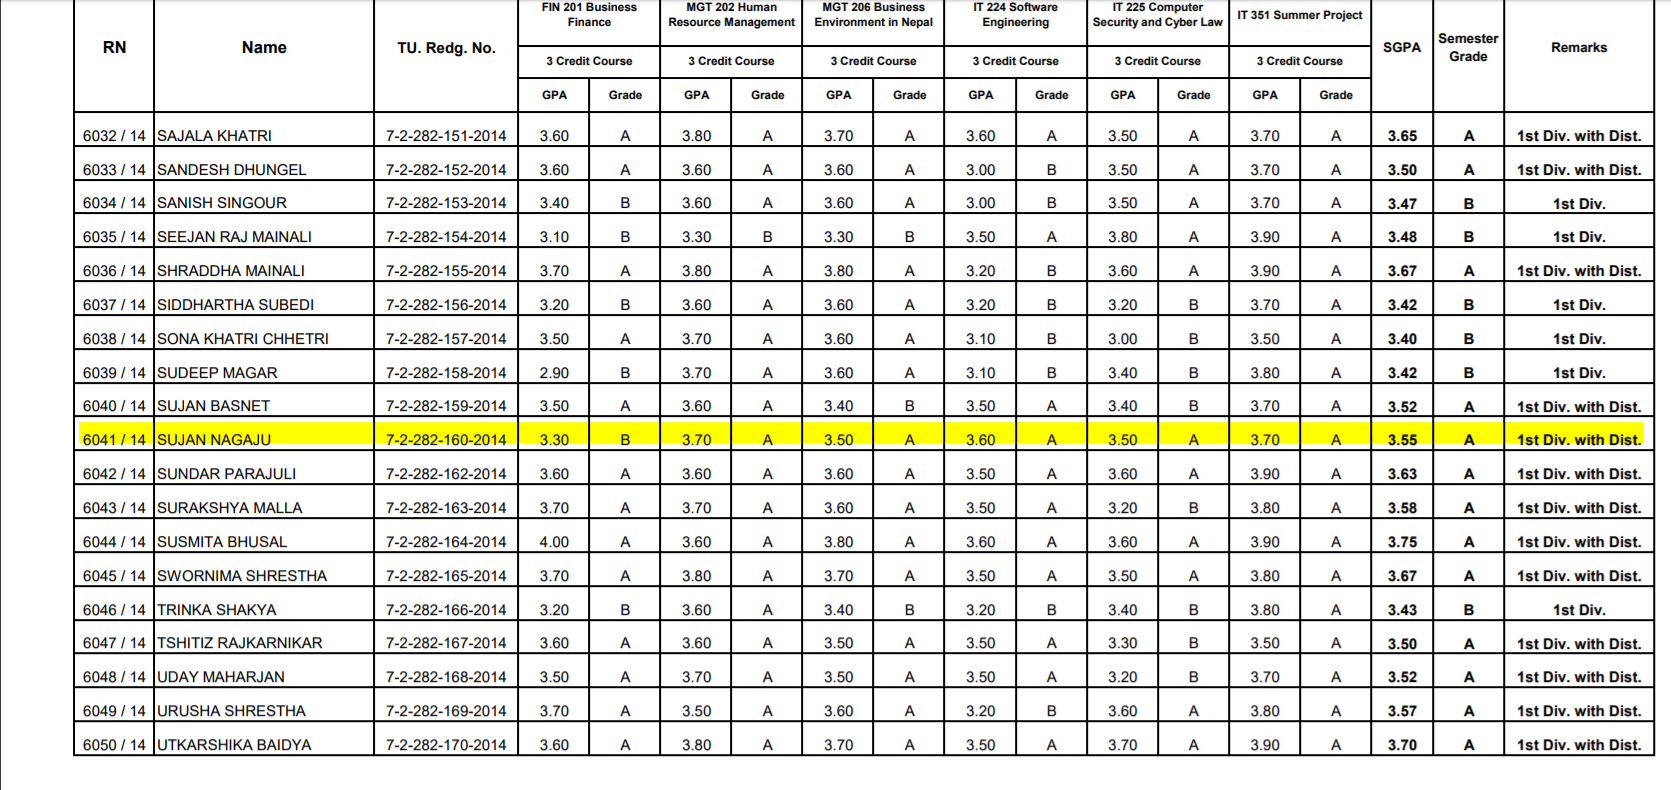 RN Name TU. Redg. No. FIN 201 Business Finance MGT 202 Human Resource Management MGT 206 Business Environment in Nepal IT 224 Software Engineering IT 225 Computer Security and Cyber Law IT 351 Summer Project SGPA Semester Grade Remarks
3 Credit Course 3 Credit Course 3 Credit Course 3 Credit Course 3 Credit Course 3 Credit Course
GPA Grade GPA Grade GPA Grade GPA Grade GPA Grade GPA Grade
6032 / 14 SAJALA KHATRI 7-2-282-151-2014 3.60 A 3.80 A 3.70 A 3.60 A 3.50 A 3.70 A 3.65 A 1st Div. with Dist.
6033 / 14 SANDESH DHUNGEL 7-2-282-152-2014 3.60 A 3.60 A 3.60 A 3.00 B 3.50 A 3.70 A 3.50 A 1st Div. with Dist.
6034 / 14 SANISH SINGOUR 7-2-282-153-2014 3.40 B 3.60 A 3.60 A 3.00 B 3.50 A 3.70 A 3.47 B 1st Div.
6035 / 14 SEEJAN RAJ MAINALI 7-2-282-154-2014 3.10 B 3.30 B 3.30 B 3.50 A 3.80 A 3.90 A 3.48 B 1st Div.
6036 / 14 SHRADDHA MAINALI 7-2-282-155-2014 3.70 A 3.80 A 3.80 A 3.20 B 3.60 A 3.90 A 3.67 A 1st Div. with Dist.
6037 / 14 SIDDHARTHA SUBEDI 7-2-282-156-2014 3.20 B 3.60 A 3.60 A 3.20 B 3.20 B 3.70 A 3.42 B 1st Div.
6038 / 14 SONA KHATRI CHHETRI 7-2-282-157-2014 3.50 A 3.70 A 3.60 A 3.10 B 3.00 B 3.50 A 3.40 B 1st Div.
6039 / 14 SUDEEP MAGAR 7-2-282-158-2014 2.90 B 3.70 A 3.60 A 3.10 B 3.40 B 3.80 A 3.42 B 1st Div.
6040 / 14 SUJAN BASNET 7-2-282-159-2014 3.50 A 3.60 A 3.40 B 3.50 A 3.40 B 3.70 A 3.52 A 1st Div. with Dist.
6041 / 14 SUJAN NAGAJU 7-2-282-160-2014 3.30 B 3.70 A 3.50 A 3.60 A 3.50 A 3.70 A 3.55 A 1st Div. with Dist.
6042 / 14 SUNDAR PARAJULI 7-2-282-162-2014 3.60 A 3.60 A 3.60 A 3.50 A 3.60 A 3.90 A 3.63 A 1st Div. with Dist.
6043 / 14 SURAKSHYA MALLA 7-2-282-163-2014 3.70 A 3.70 A 3.60 A 3.50 A 3.20 B 3.80 A 3.58 A 1st Div. with Dist.
6044 / 14 SUSMITA BHUSAL 7-2-282-164-2014 4.00 A 3.60 A 3.80 A 3.60 A 3.60 A 3.90 A 3.75 A 1st Div. with Dist.
6045 / 14 SWORNIMA SHRESTHA 7-2-282-165-2014 3.70 A 3.80 A 3.70 A 3.50 A 3.50 A 3.80 A 3.67 A 1st Div. with Dist.
6046 / 14 TRINKA SHAKYA 7-2-282-166-2014 3.20 B 3.60 A 3.40 B 3.20 B 3.40 B 3.80 A 3.43 B 1st Div.
6047 / 14 TSHITIZ RAJKARNIKAR 7-2-282-167-2014 3.60 A 3.60 A 3.50 A 3.50 A 3.30 B 3.50 A 3.50 A 1st Div. with Dist.
6048 / 14 UDAY MAHARJAN 7-2-282-168-2014 3.50 A 3.70 A 3.50 A 3.50 A 3.20 B 3.70 A 3.52 A 1st Div. with Dist.
6049 / 14 URUSHA SHRESTHA 7-2-282-169-2014 3.70 A 3.50 A 3.60 A 3.20 B 3.60 A 3.80 A 3.57 A 1st Div. with Dist.
6050 / 14 UTKARSHIKA BAIDYA 7-2-282-170-2014 3.60 A 3.80 A 3.70 A 3.50 A 3.70 A 3.90 A 3.70 A 1st Div. with Dist.